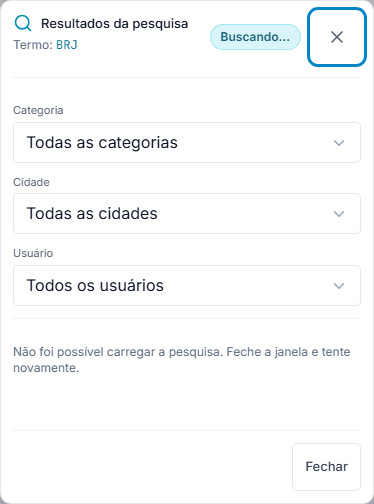 Resultados da pesquisa
Termo: BRJ
Buscando...
Categoria
Todas as categorias
Cidade
Todas as cidades
Usuário
Todos os usuários
Não foi possível carregar a pesquisa. Feche a janela e tente
novamente.
Fechar